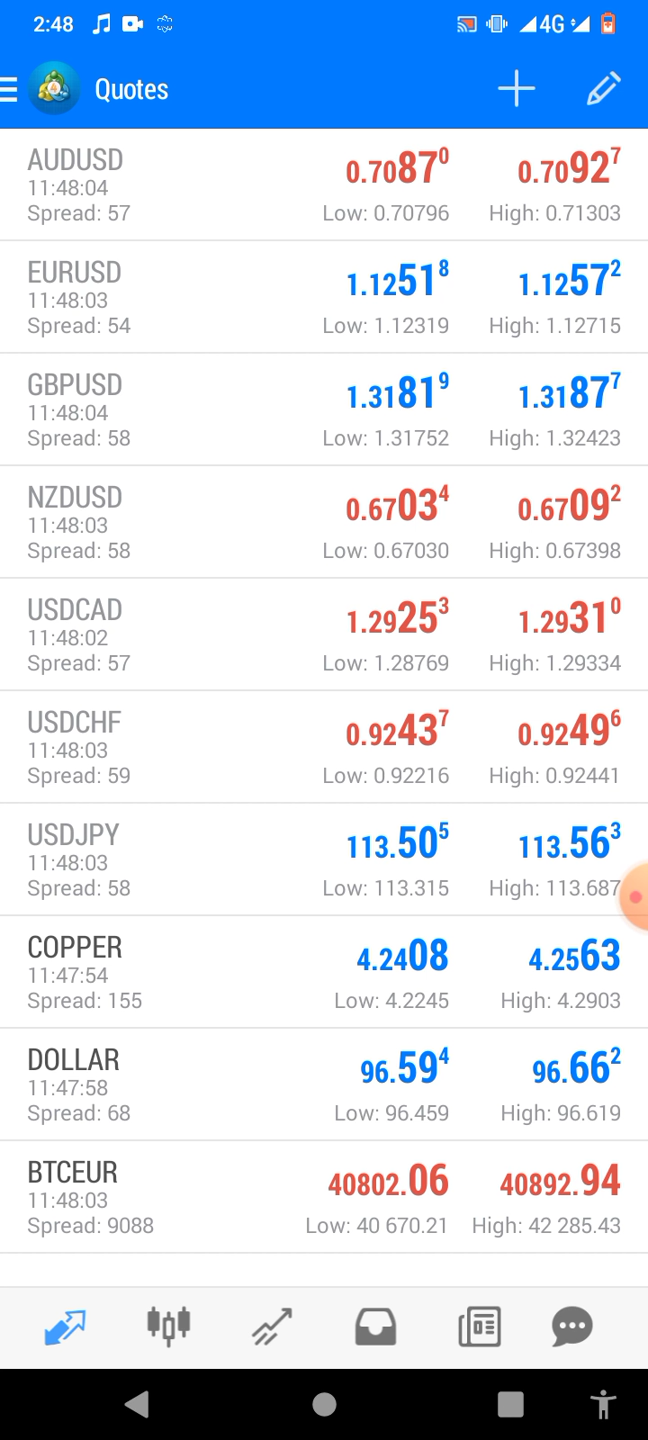 2:48 4G
Quotes
AUDUSD
11:48:04
Spread: 57
0.70870 0.70927
Low: 0.70796 High: 0.71303
EURUSD
11:48:03
Spread: 54
1.12518 1.12572
Low: 1.12319 High: 1.12715
GBPUSD
11:48:04
Spread: 58
1.31819 1.31877
Low: 1.31752 High: 1.32423
NZDUSD
11:48:03
Spread: 58
0.67034 0.67092
Low: 0.67030 High: 0.67398
USDCAD
11:48:02
Spread: 57
1.29253 1.29310
Low: 1.28769 High: 1.29334
USDCHF
11:48:03
Spread: 59
0.92437 0.92496
Low: 0.92216 High: 0.92441
USDJPY
11:48:03
Spread: 58
113.505 113.563
Low: 113.315 High: 113.687
COPPER
11:47:54
Spread: 155
4.2408 4.2563
Low: 4.2245 High: 4.2903
DOLLAR
11:47:58
Spread: 68
96.594 96.662
Low: 96.459 High: 96.619
BTCEUR
11:48:03
Spread: 9088
40802.06 40892.94
Low: 40 670.21 High: 42 285.43